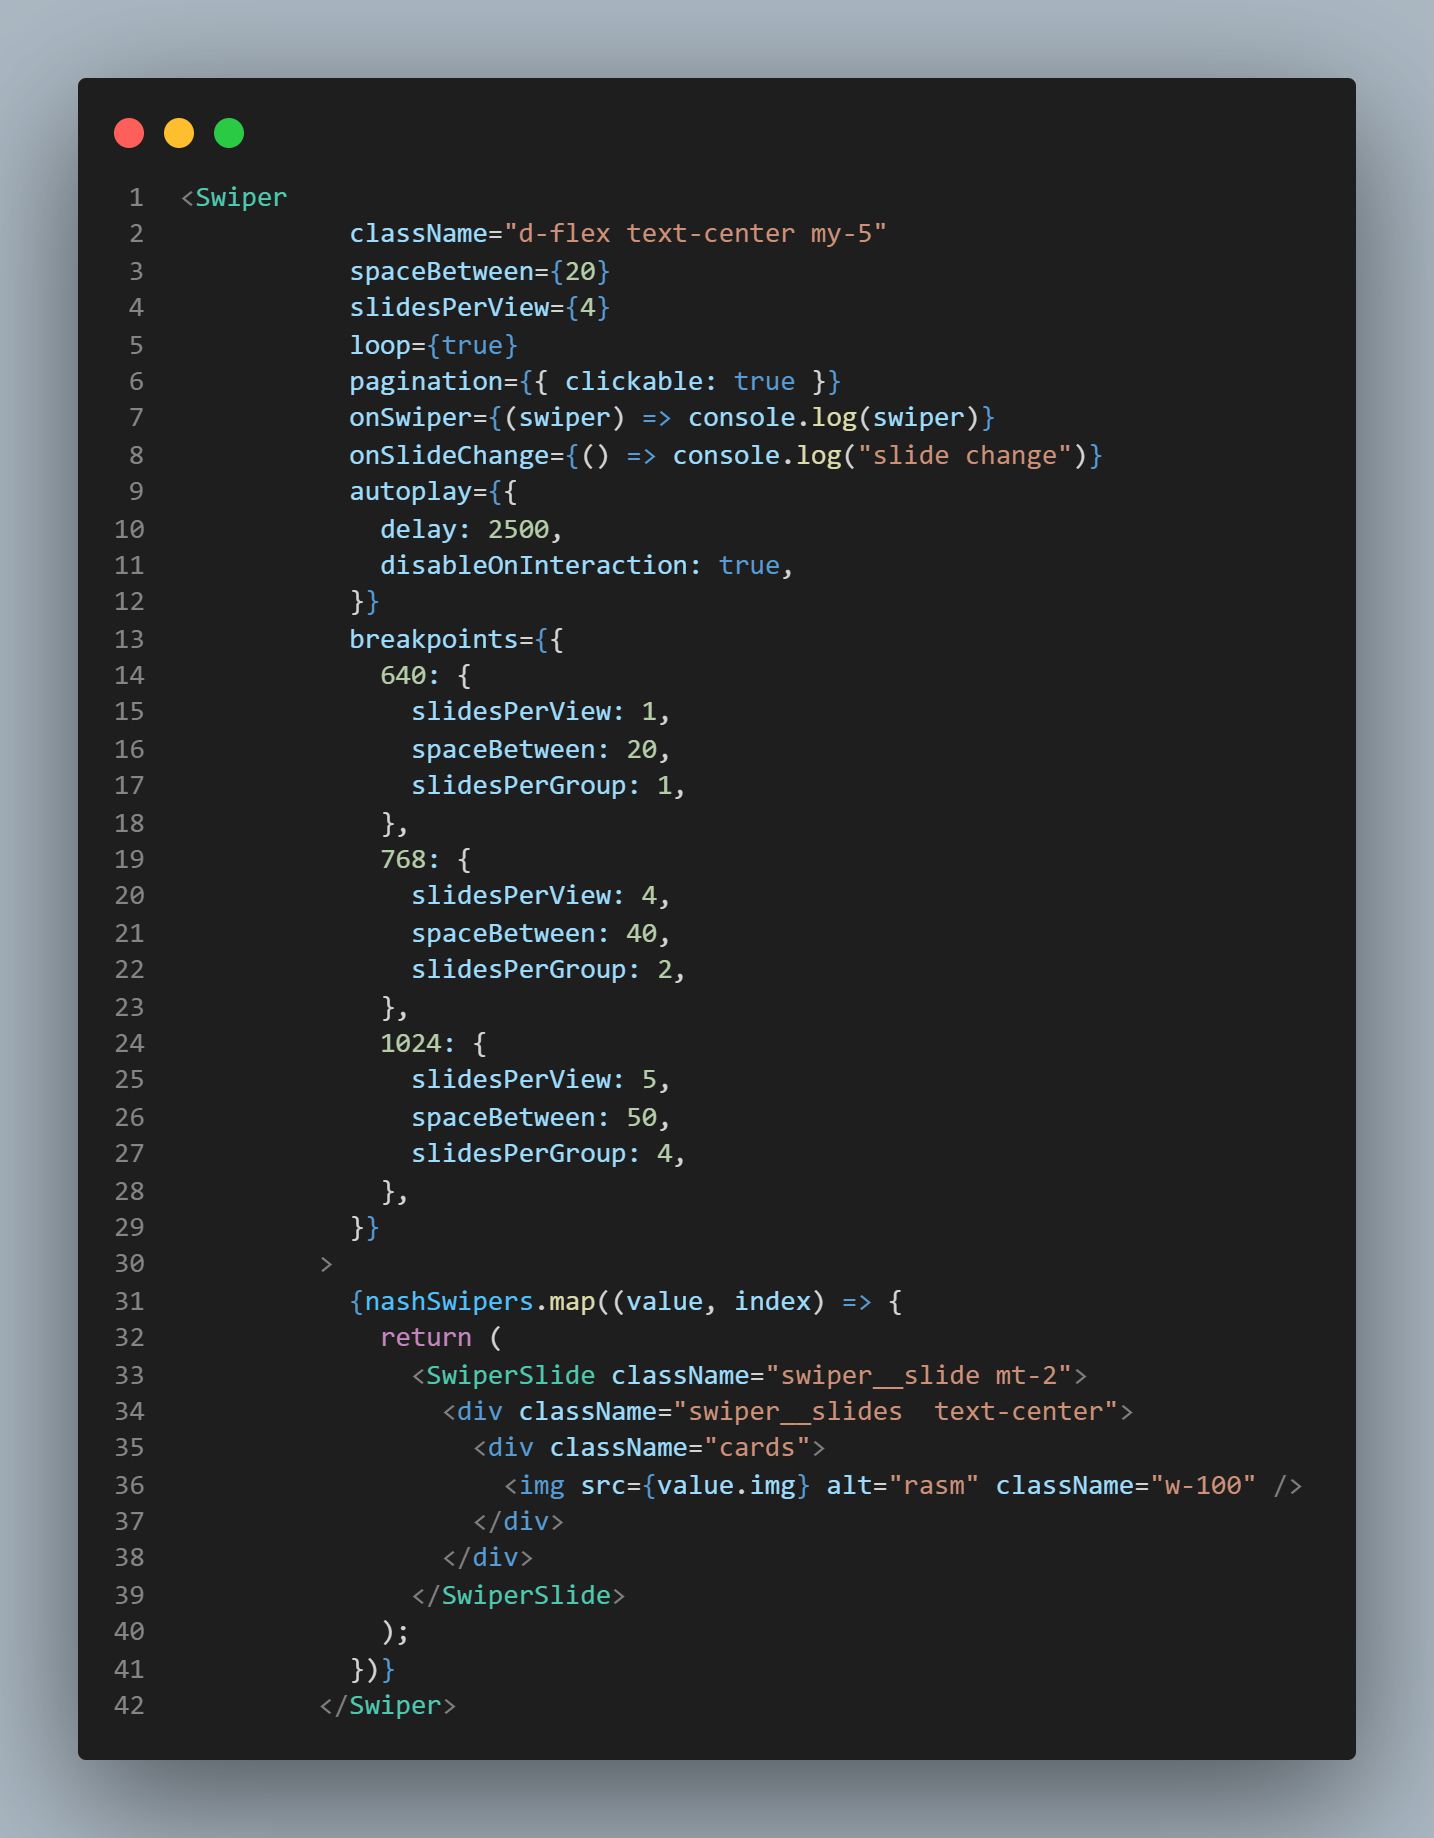 1 <Swiper
2 className="d-flex text-center my-5"
3 spaceBetween={20}
4 slidesPerView={4}
5 loop={true}
6 pagination={{ clickable: true }}
7 onSwiper={(swiper) => console.log(swiper)}
8 onSlideChange={() => console.log("slide change")}
9 autoplay={{
10 delay: 2500,
11 disableOnInteraction: true,
12 }}
13 breakpoints={{
14 640: {
15 slidesPerView: 1,
16 spaceBetween: 20,
17 slidesPerGroup: 1,
18 },
19 768: {
20 slidesPerView: 4,
21 spaceBetween: 40,
22 slidesPerGroup: 2,
23 },
24 1024: {
25 slidesPerView: 5,
26 spaceBetween: 50,
27 slidesPerGroup: 4,
28 },
29 }}
30 >
31 {nashSwipers.map((value, index) => {
32 return (
33 <SwiperSlide className="swiper__slide mt-2">
34 <div className="swiper__slides  text-center">
35 <div className="cards">
36 <img src={value.img} alt="rasm" className="w-100" />
37 </div>
38 </div>
39 </SwiperSlide>
40 );
41 })}
42 </Swiper>